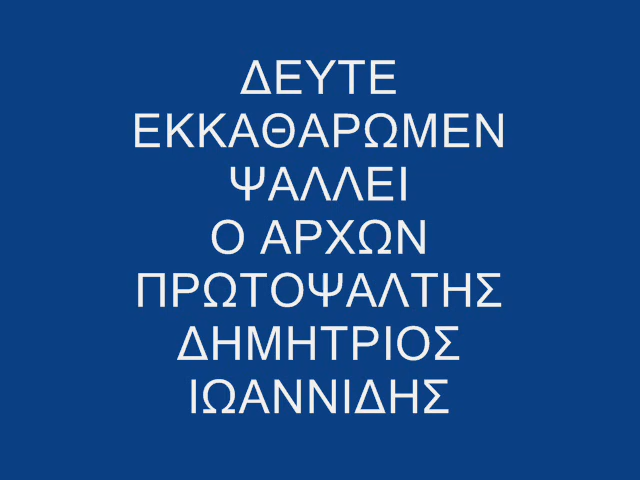 ΔΕΥΤΕ
ΕΚΚΑΘΑΡΩΜΕΝ
ΨΑΛΛΕΙ
Ο ΑΡΧΩΝ
ΠΡΩΤΟΨΑΛΤΗΣ
ΔΗΜΗΤΡΙΟΣ
ΙΩΑΝΝΙΔΗΣ